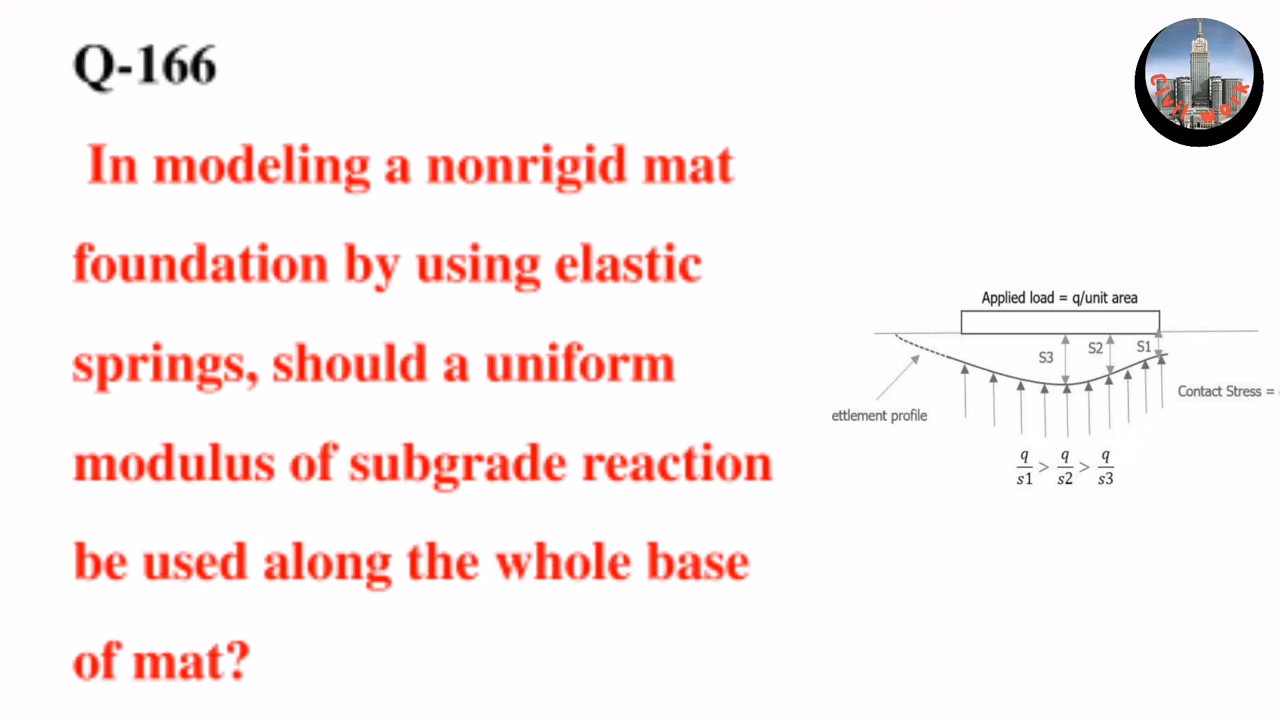 Q-166
In modeling a nonrigid mat
foundation by using elastic
springs, should a uniform
modulus of subgrade reaction
be used along the whole base
of mat?
Civil work
Applied load = q/unit area
S3 S2 S1
ettlement profile
Contact Stress =
q/s1 > q/s2 > q/s3